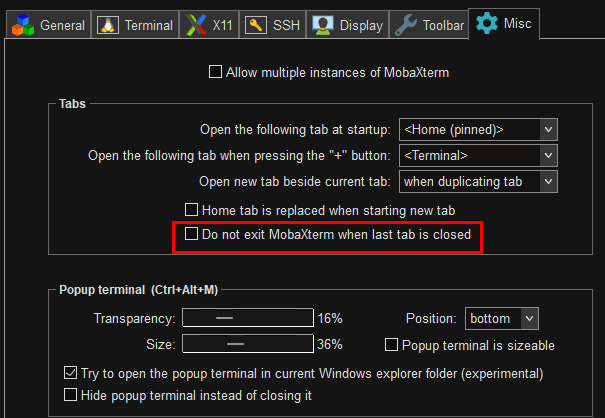 General Terminal X11 SSH Display Toolbar Misc
Allow multiple instances of MobaXterm
Tabs
Open the following tab at startup: <Home (pinned)>
Open the following tab when pressing the "+" button: <Terminal>
Open new tab beside current tab: when duplicating tab
Home tab is replaced when starting new tab
Do not exit MobaXterm when last tab is closed
Popup terminal (Ctrl+Alt+M)
Transparency: 16% Position: bottom
Size: 36% Popup terminal is sizeable
Try to open the popup terminal in current Windows explorer folder (experimental)
Hide popup terminal instead of closing it